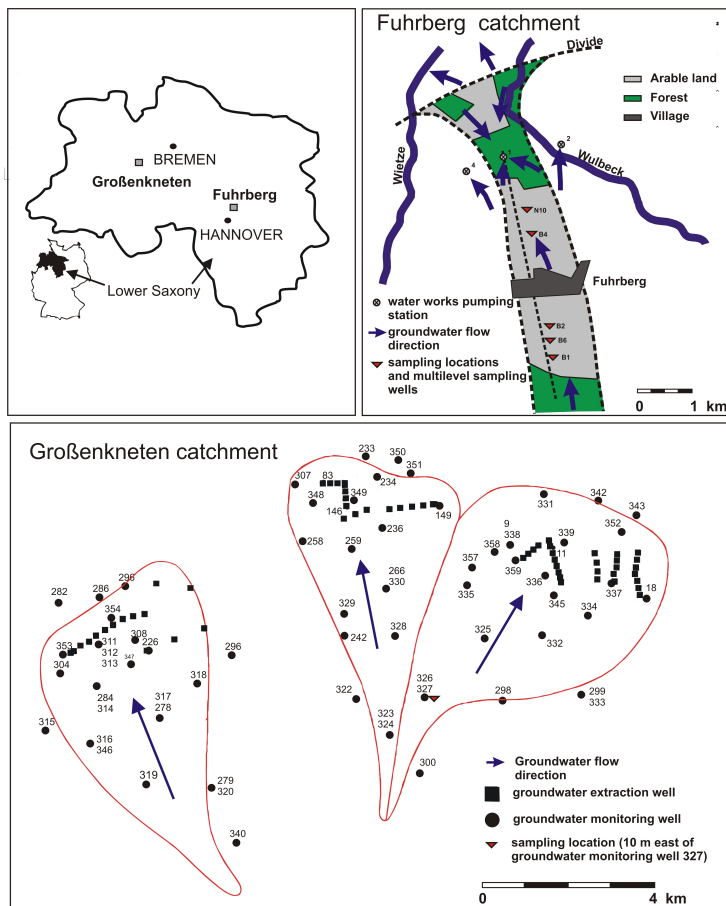 BREMEN
Großenkneten
Fuhrberg
HANNOVER
Lower Saxony
Fuhrberg catchment
Divide
Arable land
Forest
Village
Wietze
Wulbeck
1
2
4
N10
B4
Fuhrberg
B2
B6
B1
water works pumping
station
groundwater flow
direction
sampling locations
and multilevel sampling
wells
0 1 km
Großenkneten catchment
233
350
351
307
83
234
348
349
146
149
236
258
259
266
330
329
242
328
322
326
327
323
324
300
331
342
343
9
338
339
352
358
357
359
11
336
335
345
337
18
334
325
332
298
299
333
282
286
296
354
311
312
313
308
226
347
353
304
296
318
284
314
317
278
315
316
346
319
279
320
340
Groundwater flow
direction
groundwater extraction well
groundwater monitoring well
sampling location (10 m east of
groundwater monitoring well 327)
0 4 km